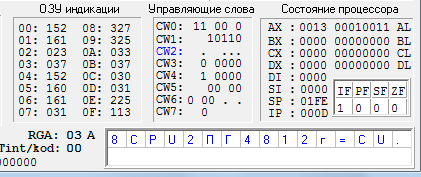 ОЗУ индикации
00: 152 08: 327
01: 161 09: 325
02: 023 0A: 033
03: 056 0B: 037
04: 152 0C: 030
05: 160 0D: 031
06: 161 0E: 225
07: 031 0F: 113
Управляющие слова
CW0: 11 00 0
CW1: 10110
CW2: . ...
CW3: 0 0000
CW4: 1 0000
CW5: 00 00
CW6: 0 00 . .
CW7: 0
Состояние процессора
AX : 0013 00010011 AL
BX : 0000 00000000 BL
CX : 0000 00000000 CL
DX : 0000 00000000 DL
DI : 0000
SI : 0000
SP : 01FE
IP : 000D
IF PF SF ZF
1 0 0 0
RGA: 03 A
Tint/kod: 00
000000
8 C P U 2 П Г 4 8 1 2 r = C U .